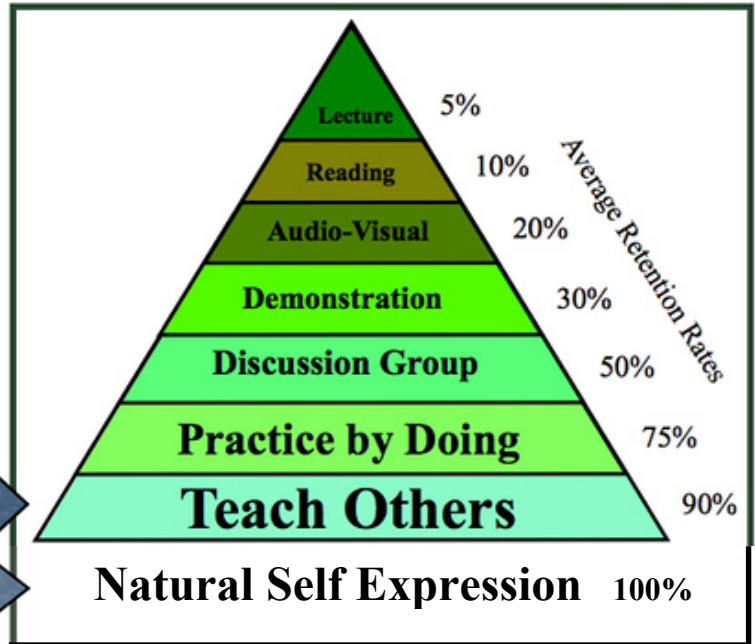 Lecture 5%
Reading 10%
Audio-Visual 20%
Demonstration 30%
Discussion Group 50%
Practice by Doing 75%
Teach Others 90%
Natural Self Expression 100%
Average Retention Rates